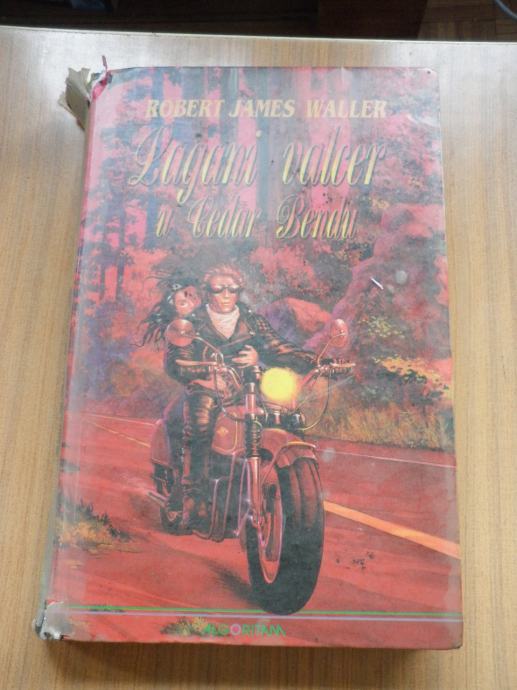 ROBERT JAMES WALLER
Lagani valcer
u Cedar Bendu
ALGORITAM